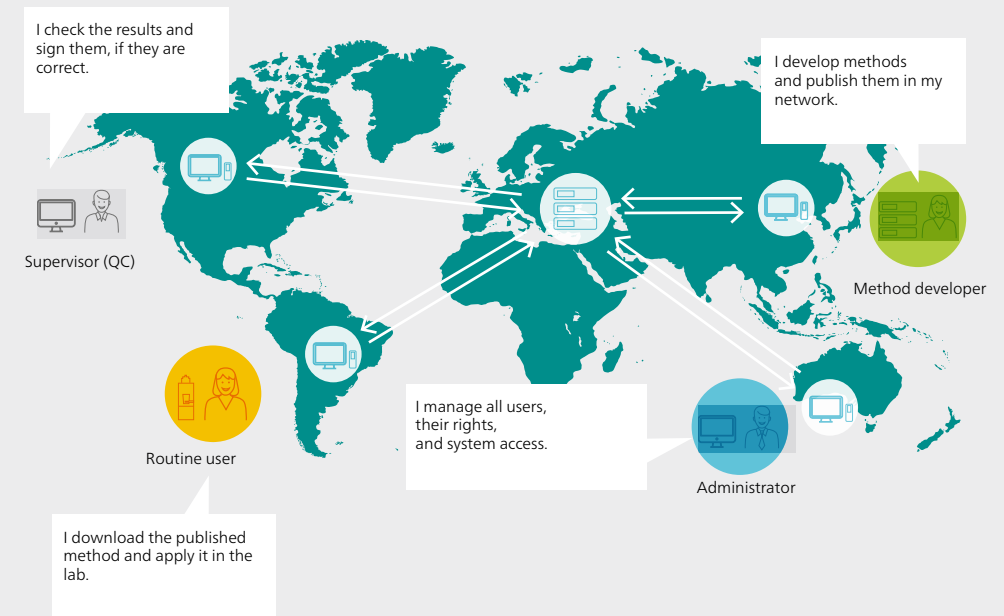 I check the results and
sign them, if they are
correct.
I develop methods
and publish them in my
network.
Supervisor (QC)
Method developer
I manage all users,
their rights,
and system access.
Routine user
Administrator
I download the published
method and apply it in the
lab.